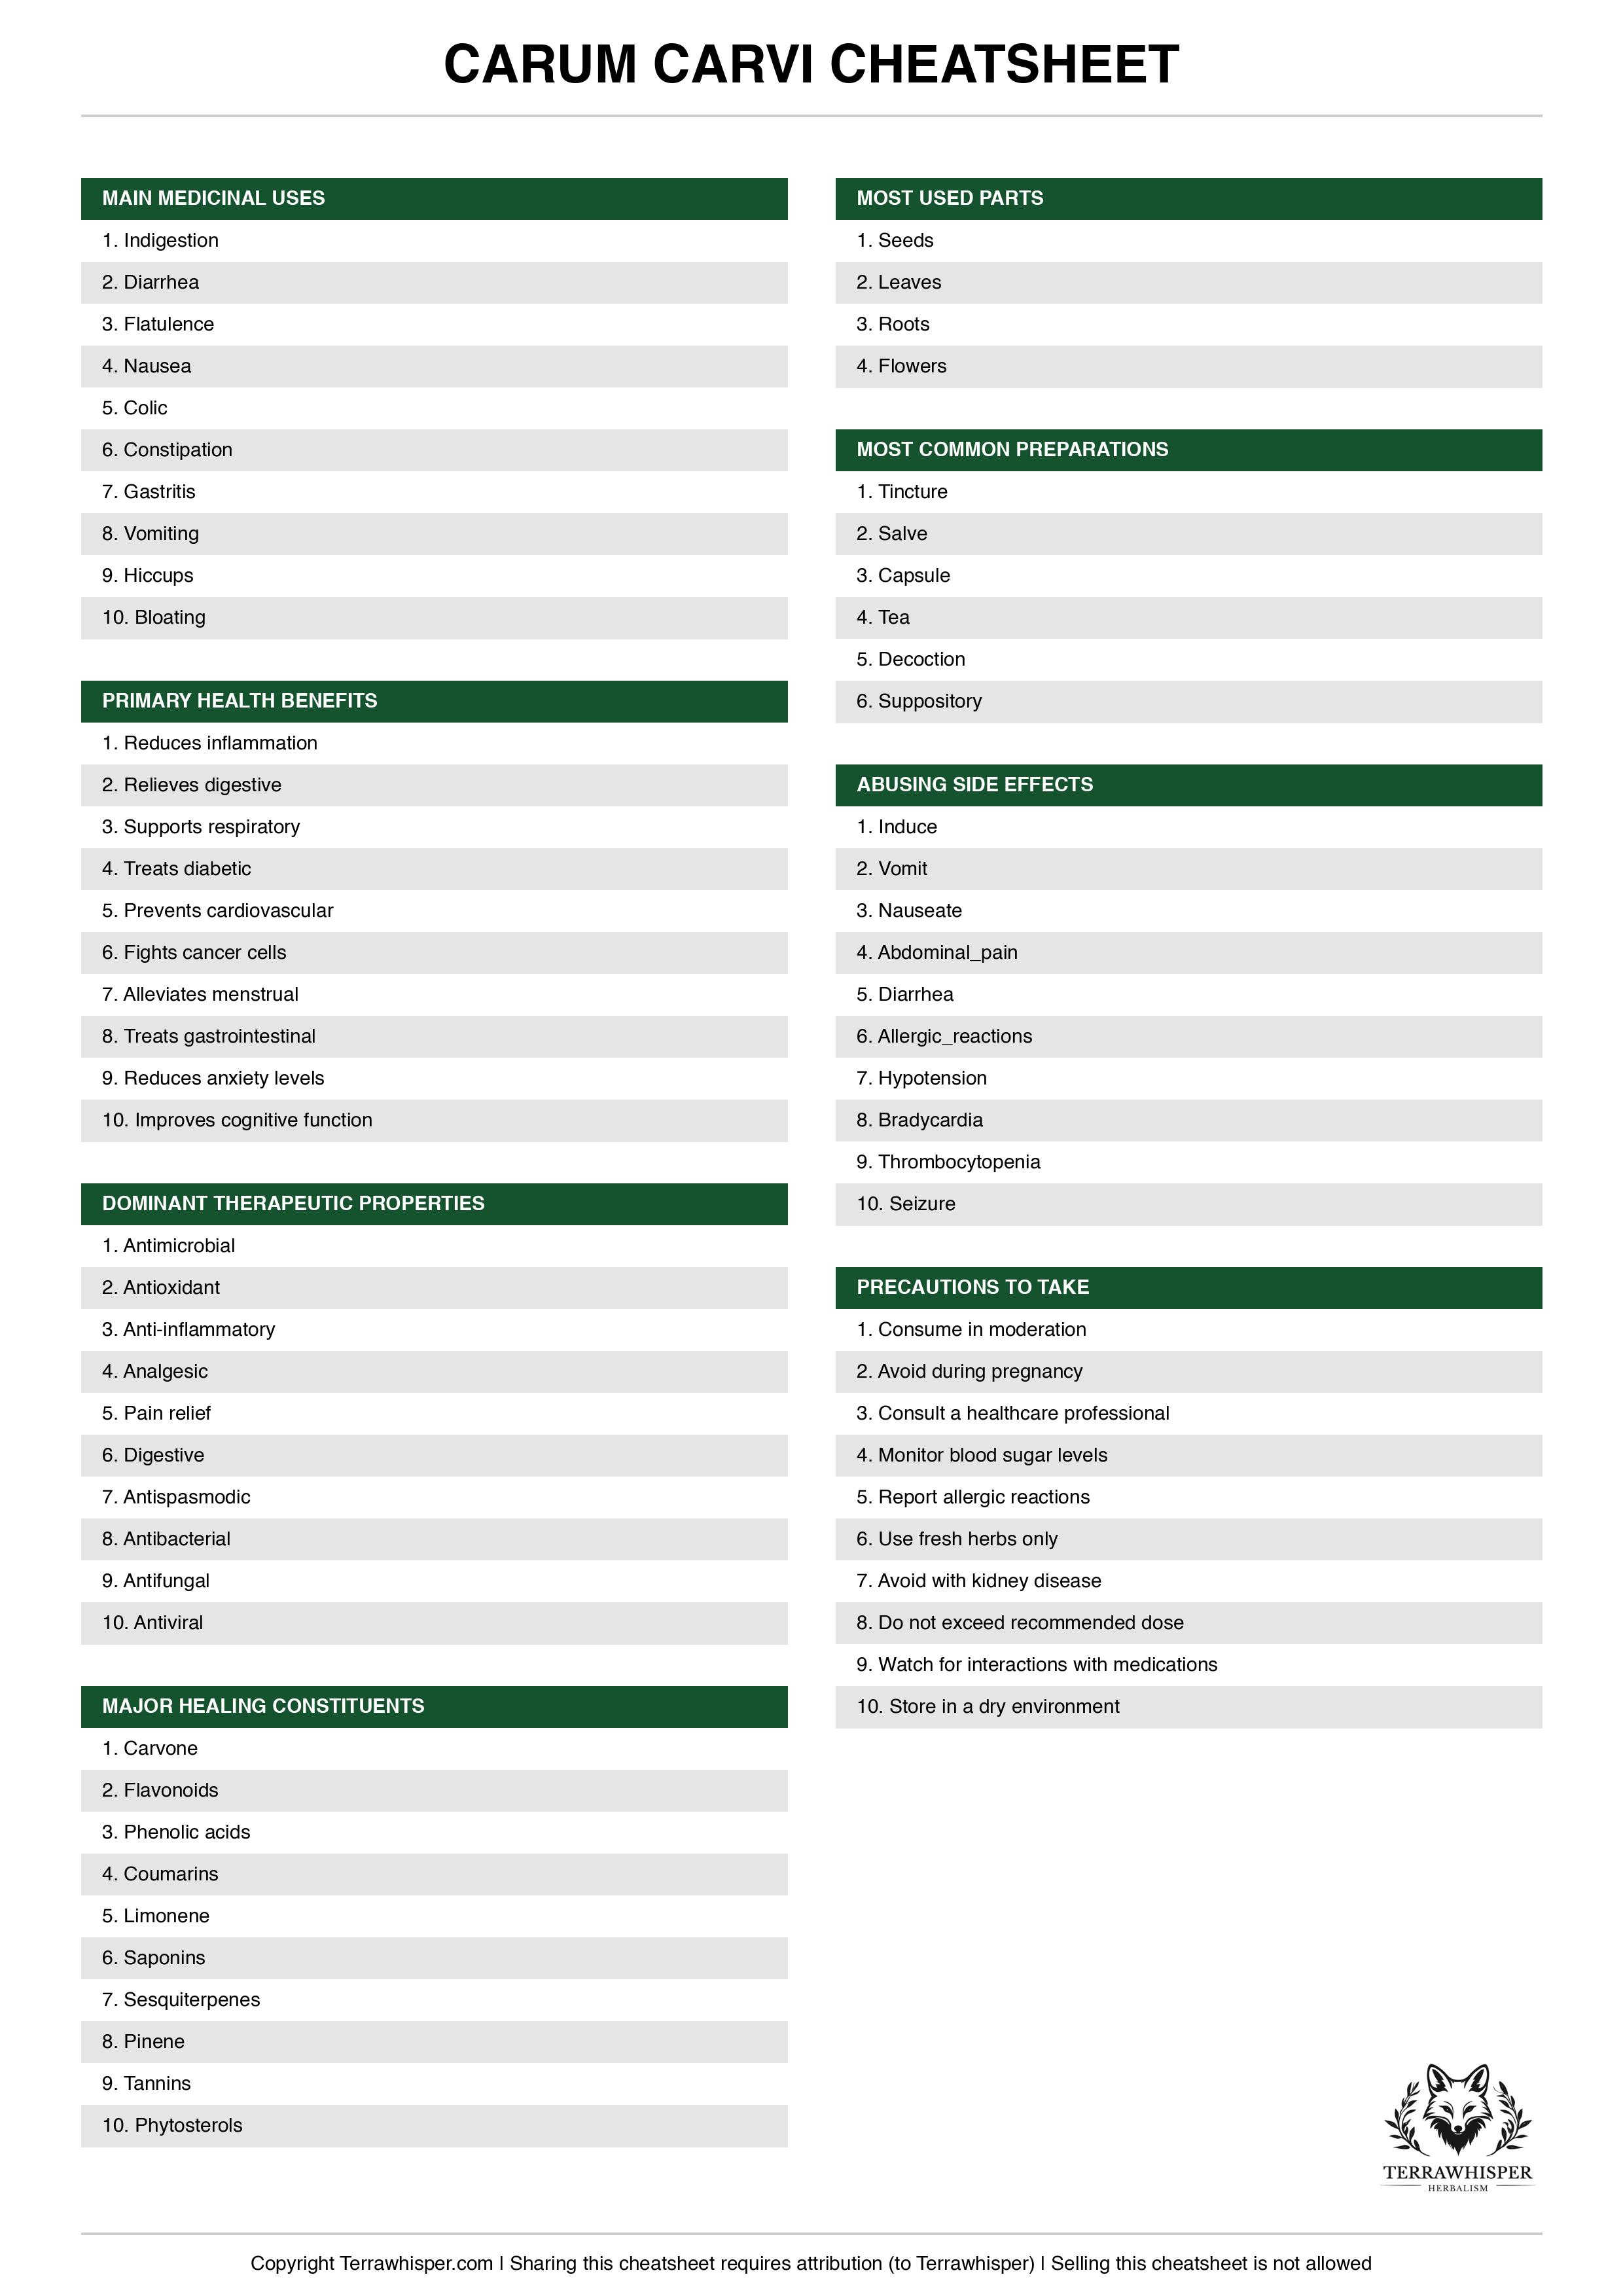 CARUM CARVI CHEATSHEET
MAIN MEDICINAL USES
1. Indigestion
2. Diarrhea
3. Flatulence
4. Nausea
5. Colic
6. Constipation
7. Gastritis
8. Vomiting
9. Hiccups
10. Bloating
PRIMARY HEALTH BENEFITS
1. Reduces inflammation
2. Relieves digestive
3. Supports respiratory
4. Treats diabetic
5. Prevents cardiovascular
6. Fights cancer cells
7. Alleviates menstrual
8. Treats gastrointestinal
9. Reduces anxiety levels
10. Improves cognitive function
DOMINANT THERAPEUTIC PROPERTIES
1. Antimicrobial
2. Antioxidant
3. Anti-inflammatory
4. Analgesic
5. Pain relief
6. Digestive
7. Antispasmodic
8. Antibacterial
9. Antifungal
10. Antiviral
MAJOR HEALING CONSTITUENTS
1. Carvone
2. Flavonoids
3. Phenolic acids
4. Coumarins
5. Limonene
6. Saponins
7. Sesquiterpenes
8. Pinene
9. Tannins
10. Phytosterols
MOST USED PARTS
1. Seeds
2. Leaves
3. Roots
4. Flowers
MOST COMMON PREPARATIONS
1. Tincture
2. Salve
3. Capsule
4. Tea
5. Decoction
6. Suppository
ABUSING SIDE EFFECTS
1. Induce
2. Vomit
3. Nauseate
4. Abdominal_pain
5. Diarrhea
6. Allergic_reactions
7. Hypotension
8. Bradycardia
9. Thrombocytopenia
10. Seizure
PRECAUTIONS TO TAKE
1. Consume in moderation
2. Avoid during pregnancy
3. Consult a healthcare professional
4. Monitor blood sugar levels
5. Report allergic reactions
6. Use fresh herbs only
7. Avoid with kidney disease
8. Do not exceed recommended dose
9. Watch for interactions with medications
10. Store in a dry environment
TERRAWHISPER
HERBALISM
Copyright Terrawhisper.com | Sharing this cheatsheet requires attribution (to Terrawhisper) | Selling this cheatsheet is not allowed